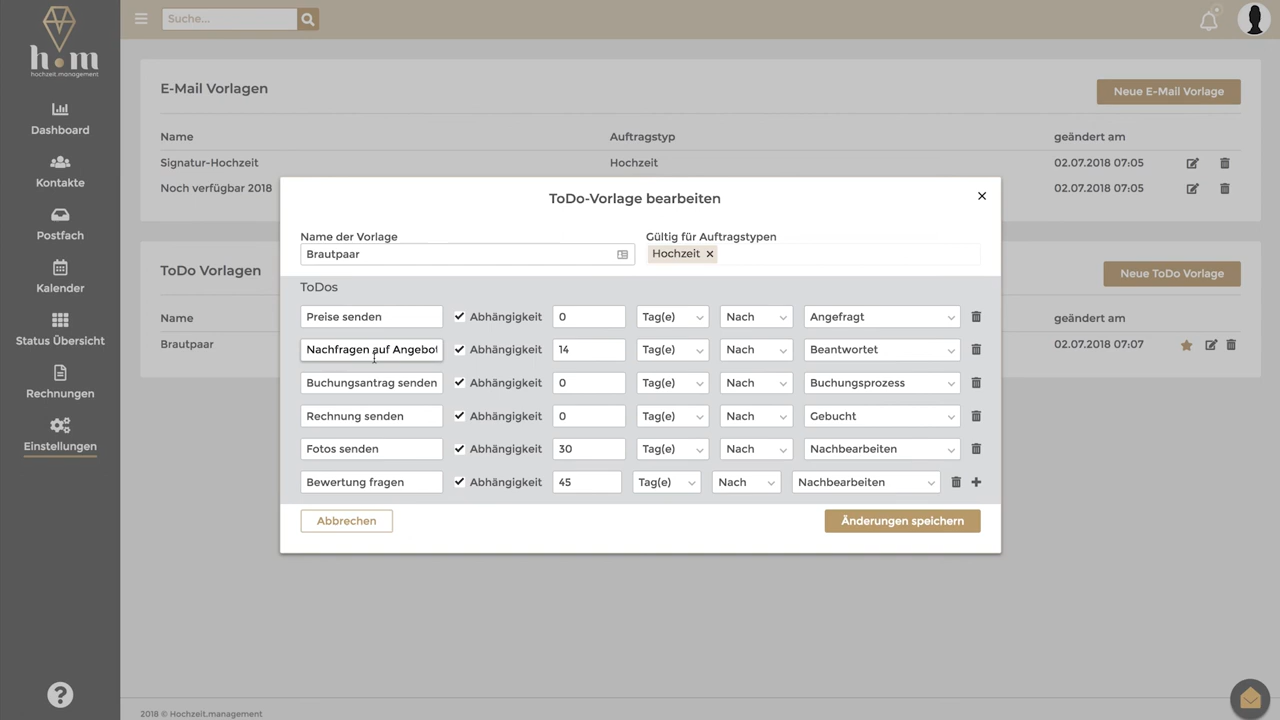 h.m
hochzeit.management
Suche...
Dashboard
Kontakte
Postfach
Kalender
Status Übersicht
Rechnungen
Einstellungen
E-Mail Vorlagen
Neue E-Mail Vorlage
Name Auftragstyp geändert am
Signatur-Hochzeit Hochzeit 02.07.2018 07:05
Noch verfügbar 2018 02.07.2018 07:05
ToDo Vorlagen
Neue ToDo Vorlage
Name geändert am
Brautpaar 02.07.2018 07:07
ToDo-Vorlage bearbeiten
Name der Vorlage Gültig für Auftragstypen
Brautpaar Hochzeit
ToDos
Preise senden Abhängigkeit 0 Tag(e) Nach Angefragt
Nachfragen auf Angebot Abhängigkeit 14 Tag(e) Nach Beantwortet
Buchungsantrag senden Abhängigkeit 0 Tag(e) Nach Buchungsprozess
Rechnung senden Abhängigkeit 0 Tag(e) Nach Gebucht
Fotos senden Abhängigkeit 30 Tag(e) Nach Nachbearbeiten
Bewertung fragen Abhängigkeit 45 Tag(e) Nach Nachbearbeiten
Abbrechen Änderungen speichern
2018 © Hochzeit.management